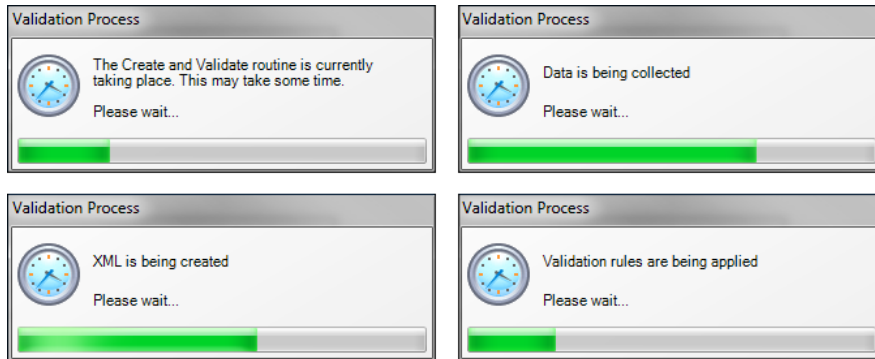 Validation Process
The Create and Validate routine is currently
taking place. This may take some time.
Please wait...
Validation Process
Data is being collected
Please wait...
Validation Process
XML is being created
Please wait...
Validation Process
Validation rules are being applied
Please wait...